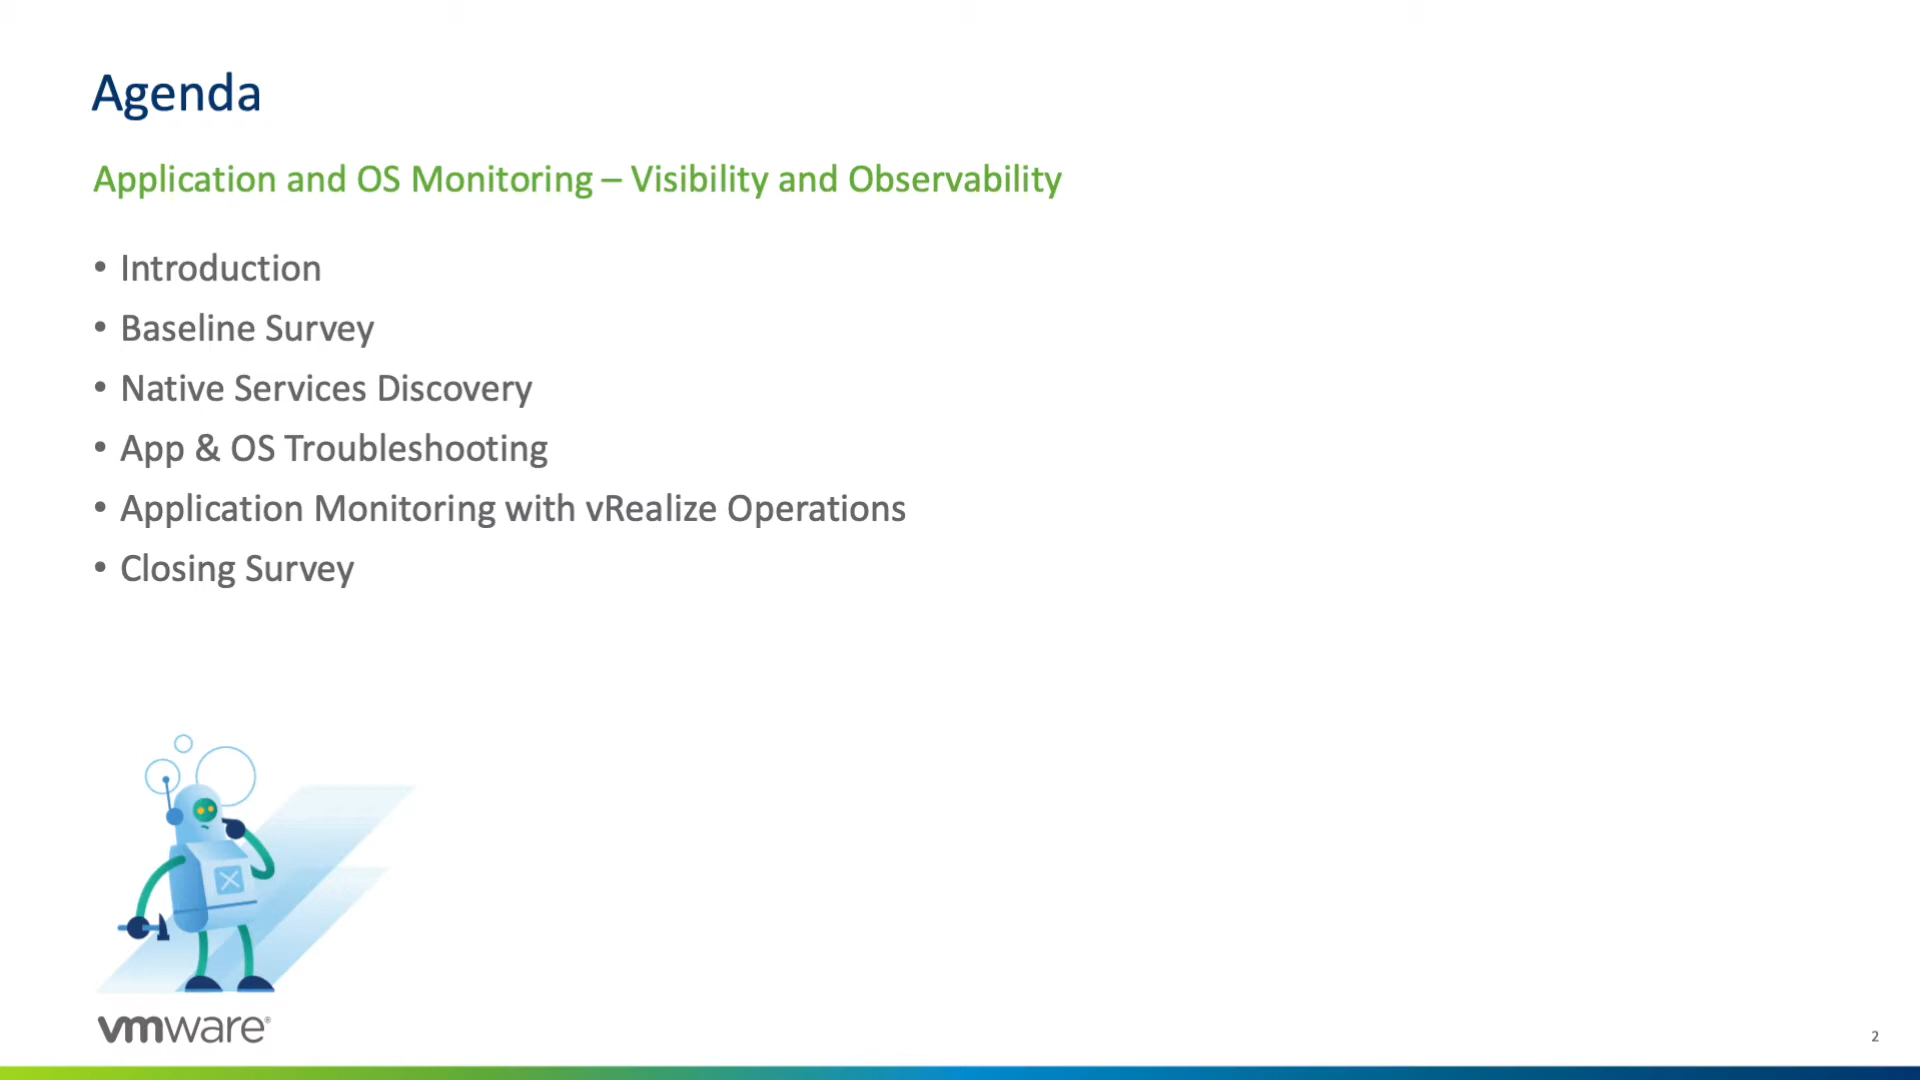 Agenda
Application and OS Monitoring – Visibility and Observability
• Introduction
• Baseline Survey
• Native Services Discovery
• App & OS Troubleshooting
• Application Monitoring with vRealize Operations
• Closing Survey
vmware®
2